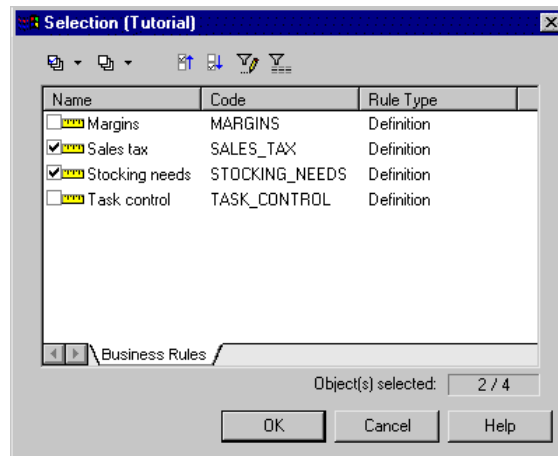 Selection (Tutorial)
Name Code Rule Type
Margins MARGINS Definition
Sales tax SALES_TAX Definition
Stocking needs STOCKING_NEEDS Definition
Task control TASK_CONTROL Definition
Business Rules
Object(s) selected: 2 / 4
OK Cancel Help